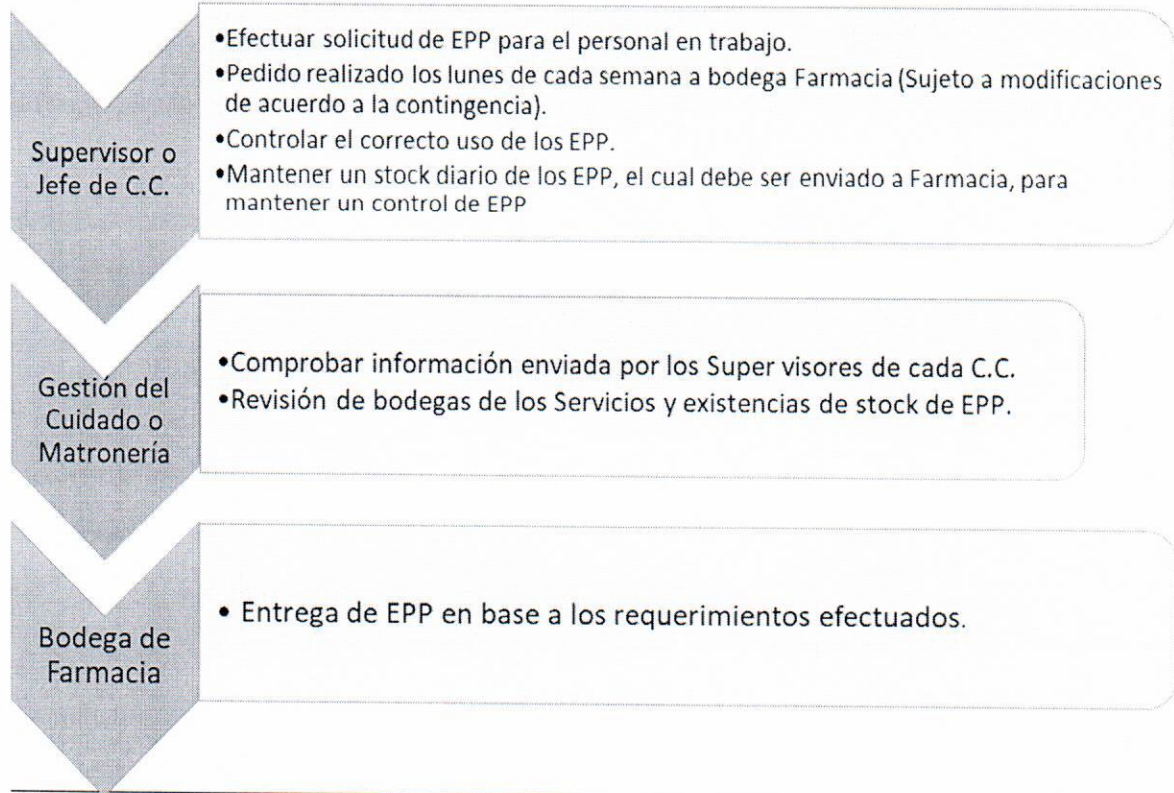 Supervisor o
Jefe de C.C.
•Efectuar solicitud de EPP para el personal en trabajo.
•Pedido realizado los lunes de cada semana a bodega Farmacia (Sujeto a modificaciones
de acuerdo a la contingencia).
•Controlar el correcto uso de los EPP.
•Mantener un stock diario de los EPP, el cual debe ser enviado a Farmacia, para
mantener un control de EPP
Gestión del
Cuidado o
Matronería
•Comprobar información enviada por los Super visores de cada C.C.
•Revisión de bodegas de los Servicios y existencias de stock de EPP.
Bodega de
Farmacia
• Entrega de EPP en base a los requerimientos efectuados.